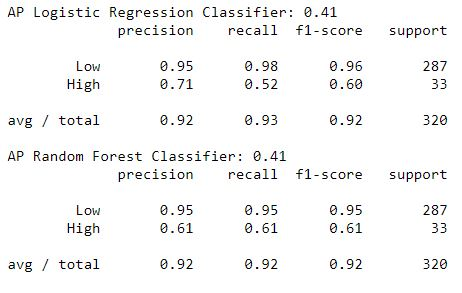 AP Logistic Regression Classifier: 0.41
precision recall f1-score support
Low 0.95 0.98 0.96 287
High 0.71 0.52 0.60 33
avg / total 0.92 0.93 0.92 320
AP Random Forest Classifier: 0.41
precision recall f1-score support
Low 0.95 0.95 0.95 287
High 0.61 0.61 0.61 33
avg / total 0.92 0.92 0.92 320